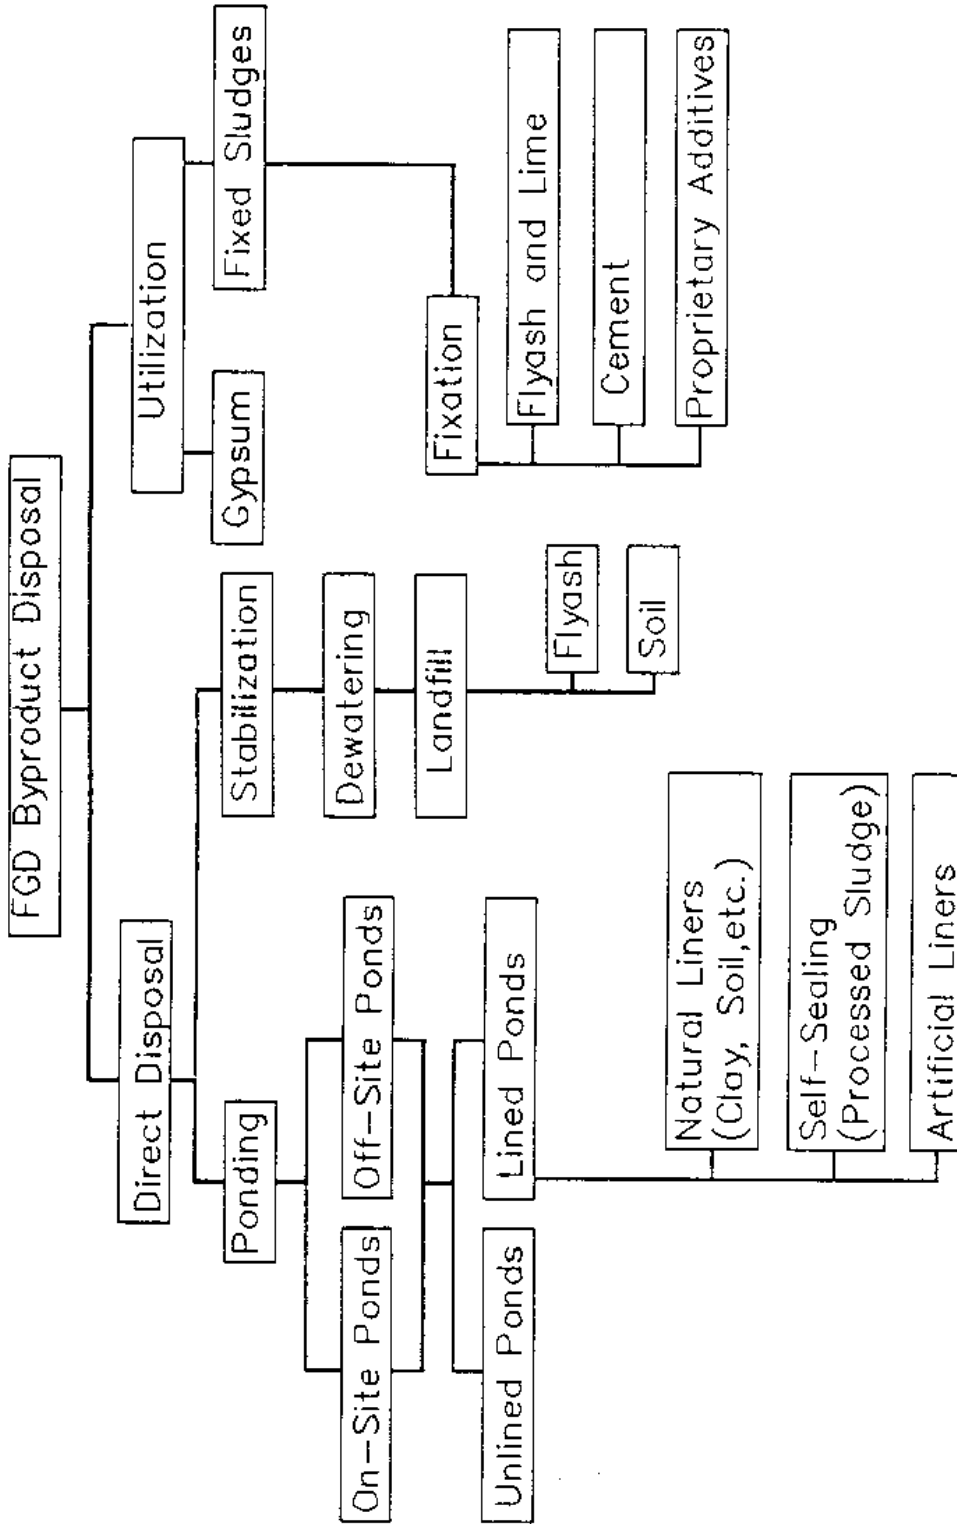 FGD Byproduct Disposal
Direct Disposal
Utilization
Ponding
Stabilization
Gypsum
Fixed Sludges
On-Site Ponds
Off-Site Ponds
Dewatering
Unlined Ponds
Lined Ponds
Landfill
Fixation
Natural Liners
(Clay, Soil,etc.)
Self-Sealing
(Processed Sludge)
Artificial Liners
Flyash
Soil
Flyash and Lime
Cement
Proprietary Additives